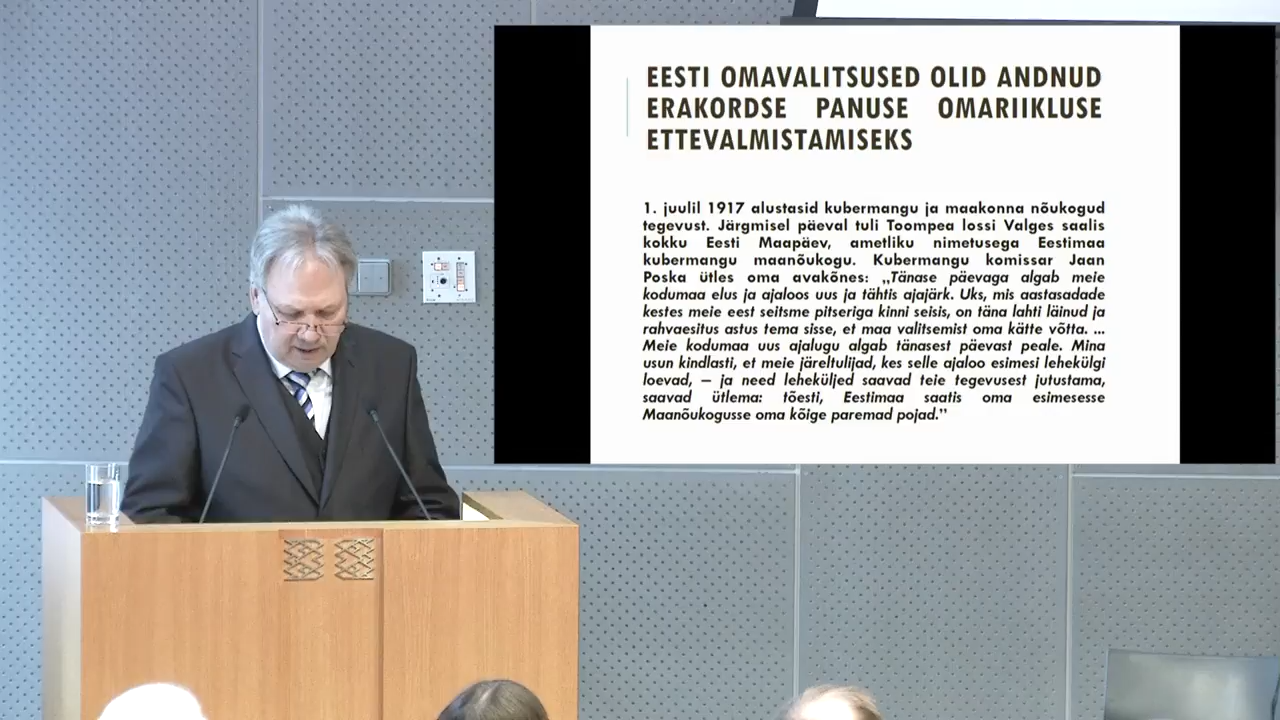 EESTI OMAVALITSUSED OLID ANDNUD
ERAKORDSE PANUSE OMARIIKLUSE
ETTEVALMISTAMISEKS
1. juulil 1917 alustasid kubermangu ja maakonna nõukogud
tegevust. Järgmisel päeval tuli Toompea lossi Valges saalis
kokku Eesti Maapäev, ametliku nimetusega Eestimaa
kubermangu maanõukogu. Kubermangu komissar Jaan
Poska ütles oma avakõnes: „Tänase päevaga algab meie
kodumaa elus ja ajaloos uus ja tähtis ajajärk. Uks, mis aastasadade
kestes meie eest seitsme pitseriga kinni seisis, on täna lahti läinud ja
rahvaesitus astus tema sisse, et maa valitsemist oma kätte võtta. ...
Meie kodumaa uus ajalugu algab tänasest päevast peale. Mina
usun kindlasti, et meie järeltulijad, kes selle ajaloo esimesi lehekülgi
loevad, – ja need leheküljed saavad teie tegevusest jutustama,
saavad ütlema: tõesti, Eestimaa saatis oma esimesesse
Maanõukogusse oma kõige paremad pojad.”